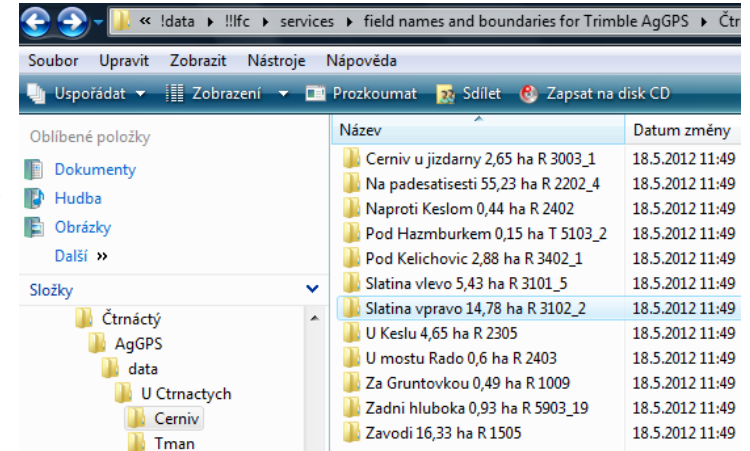 « !data ▸ !!lfc ▸ services ▸ field names and boundaries for Trimble AgGPS ▸ Čtr
Soubor Upravit Zobrazit Nástroje Nápověda
Uspořádat Zobrazení Prozkoumat Sdílet Zapsat na disk CD
Oblíbené položky
Dokumenty
Hudba
Obrázky
Další »
Složky
Čtrnáctý
AgGPS
data
U Ctrnactych
Cerniv
Tman
Název Datum změny
Cerniv u jizdarny 2,65 ha R 3003_1 18.5.2012 11:49
Na padesatisesti 55,23 ha R 2202_4 18.5.2012 11:49
Naproti Keslom 0,44 ha R 2402 18.5.2012 11:49
Pod Hazmburkem 0,15 ha T 5103_2 18.5.2012 11:49
Pod Kelichovic 2,88 ha R 3402_1 18.5.2012 11:49
Slatina vlevo 5,43 ha R 3101_5 18.5.2012 11:49
Slatina vpravo 14,78 ha R 3102_2 18.5.2012 11:49
U Keslu 4,65 ha R 2305 18.5.2012 11:49
U mostu Rado 0,6 ha R 2403 18.5.2012 11:49
Za Gruntovkou 0,49 ha R 1009 18.5.2012 11:49
Zadni hluboka 0,93 ha R 5903_19 18.5.2012 11:49
Zavodi 16,33 ha R 1505 18.5.2012 11:49